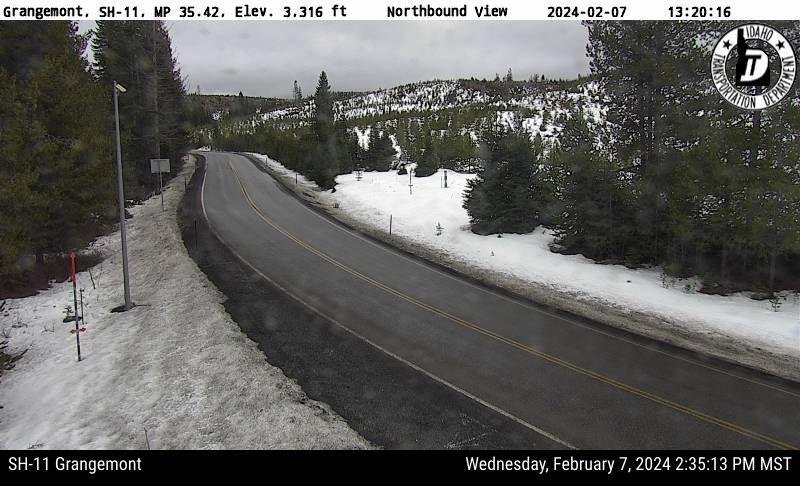 Grangemont, SH-11, MP 35.42, Elev. 3,316 ft Northbound View 2024-02-07 13:20:16
IDAHO
TRANSPORTATION DEPARTMENT
SH-11 Grangemont Wednesday, February 7, 2024 2:35:13 PM MST